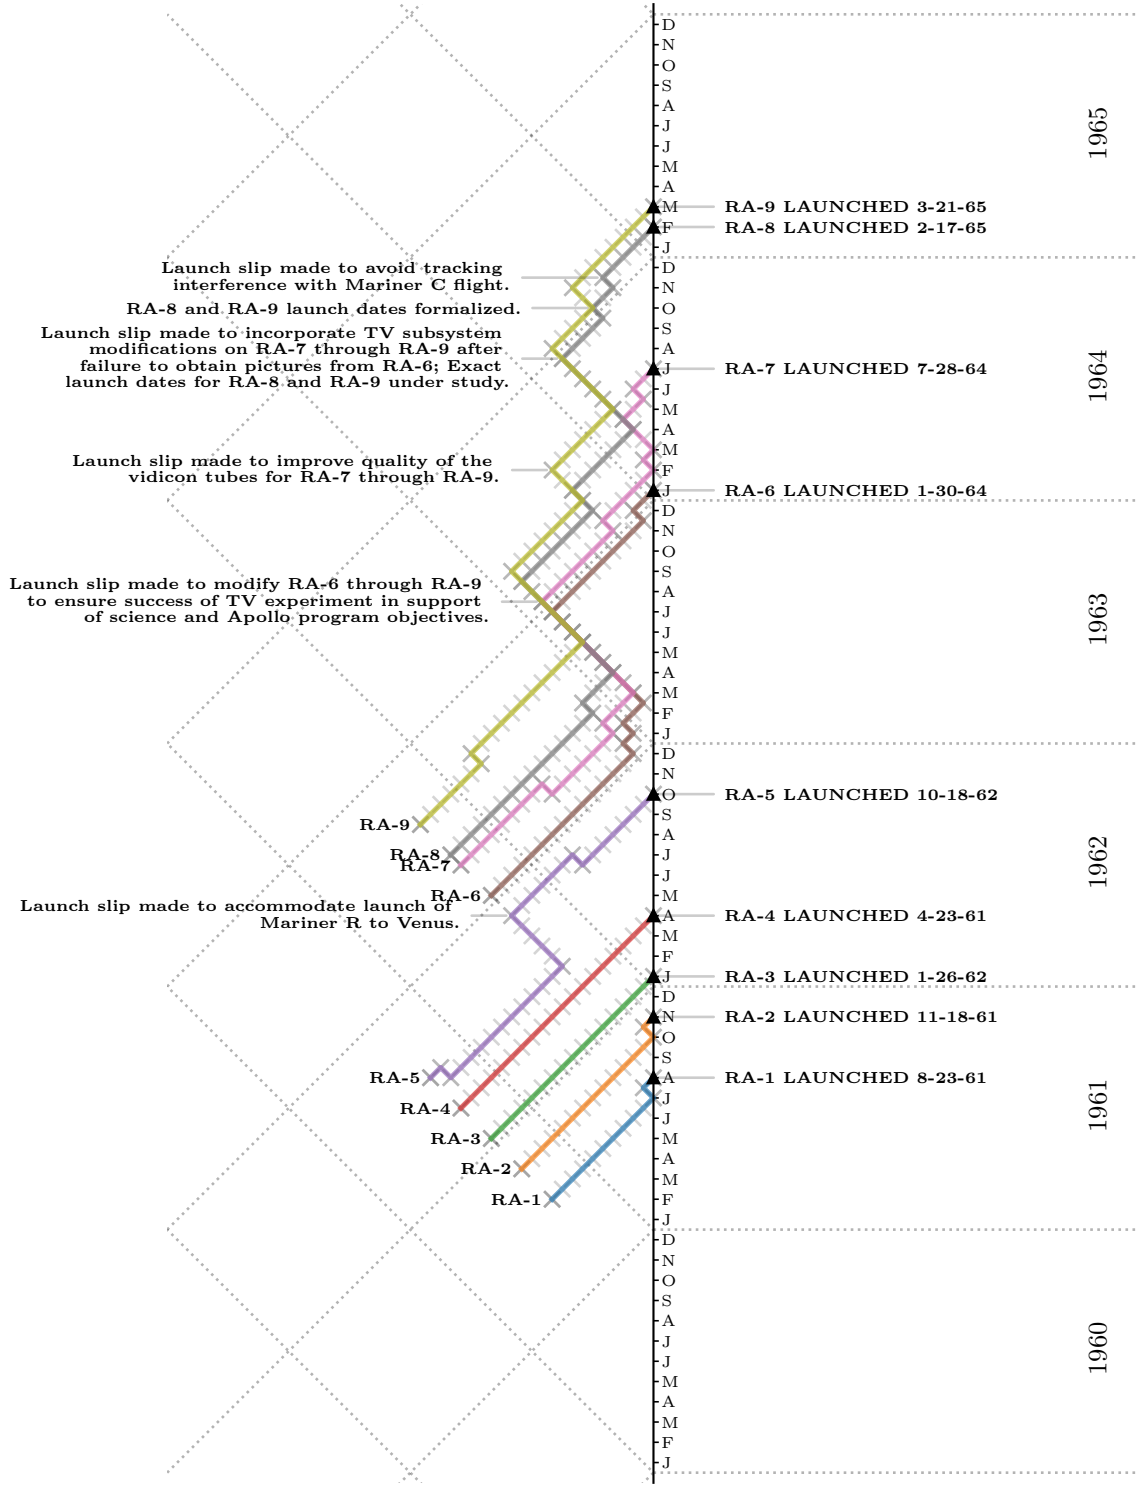 D
N
O
S
A
J
J
M
A
M RA-9 LAUNCHED 3-21-65
F RA-8 LAUNCHED 2-17-65
J
1965
Launch slip made to avoid tracking
interference with Mariner C flight.
RA-8 and RA-9 launch dates formalized.
Launch slip made to incorporate TV subsystem
modifications on RA-7 through RA-9 after
failure to obtain pictures from RA-6; Exact
launch dates for RA-8 and RA-9 under study.
D
N
O
S
A
J RA-7 LAUNCHED 7-28-64
J
M
A
M
F
J RA-6 LAUNCHED 1-30-64
1964
Launch slip made to improve quality of the
vidicon tubes for RA-7 through RA-9.
Launch slip made to modify RA-6 through RA-9
to ensure success of TV experiment in support
of science and Apollo program objectives.
D
N
O
S
A
J
J
M
A
M
F
J
1963
RA-9
RA-8
RA-7
RA-6
Launch slip made to accommodate launch of
Mariner R to Venus.
D
N
O RA-5 LAUNCHED 10-18-62
S
A
J
J
M
A RA-4 LAUNCHED 4-23-61
M
F
J RA-3 LAUNCHED 1-26-62
1962
D
N RA-2 LAUNCHED 11-18-61
O
S
A RA-1 LAUNCHED 8-23-61
J
J
M
A
M
F
J
1961
RA-5
RA-4
RA-3
RA-2
RA-1
D
N
O
S
A
J
J
M
A
M
F
J
1960